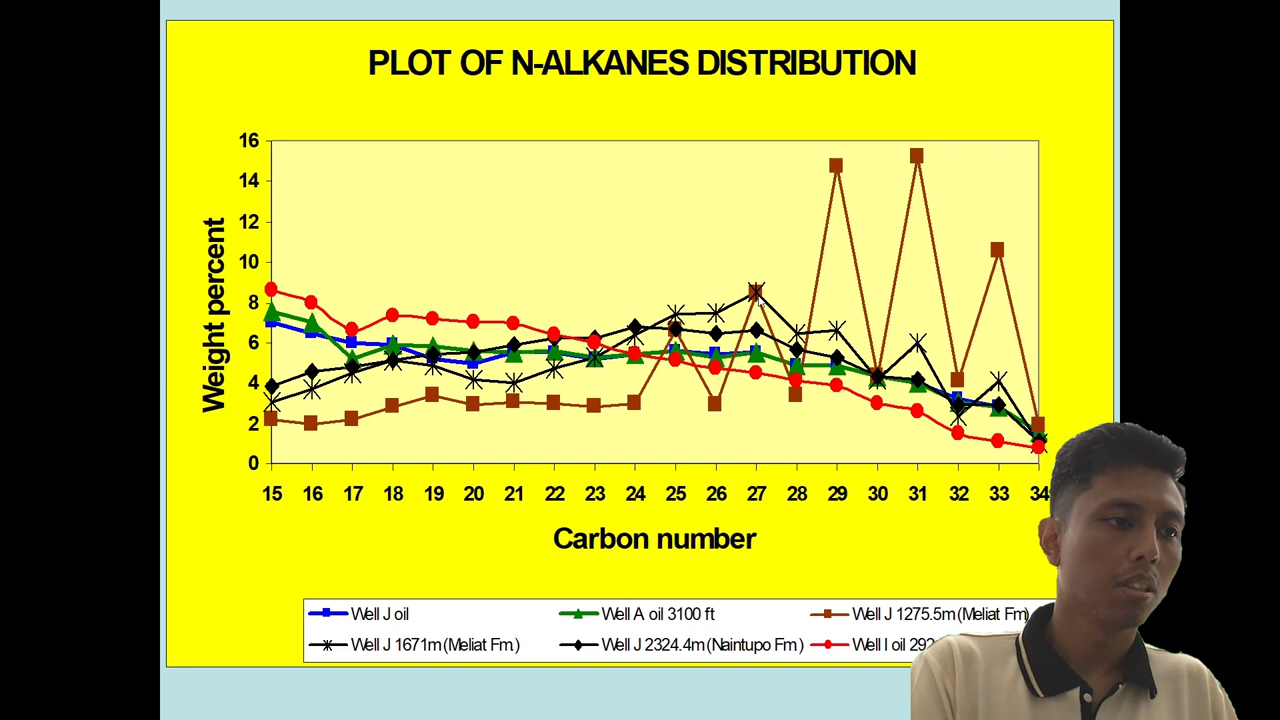 PLOT OF N-ALKANES DISTRIBUTION
16
14
12
10
8
6
4
2
0
Weight percent
15 16 17 18 19 20 21 22 23 24 25 26 27 28 29 30 31 32 33 34
Carbon number
Well J oil Well A oil 3100 ft Well J 1275.5m(Meliat Fm)
Well J 1671m(Meliat Fm.) Well J 2324.4m(Naintupo Fm.) Well I oil